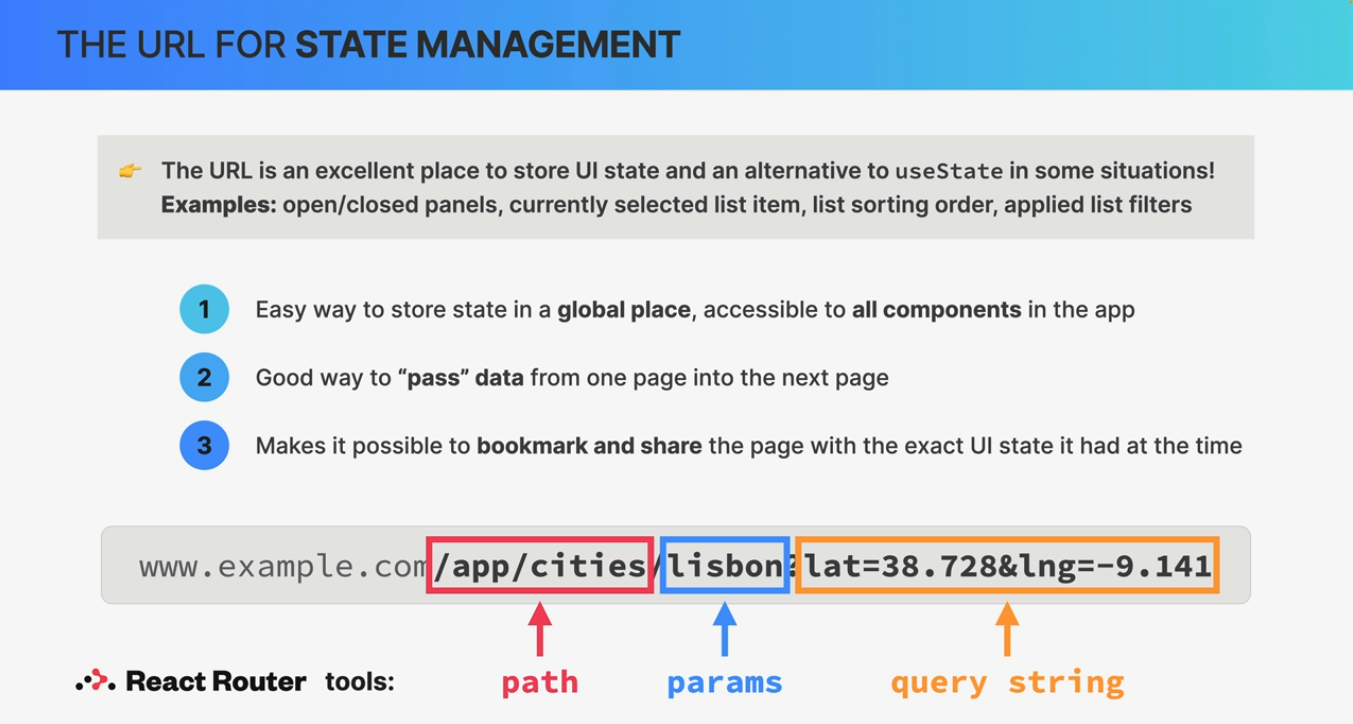 THE URL FOR STATE MANAGEMENT
👉 The URL is an excellent place to store UI state and an alternative to useState in some situations!
Examples: open/closed panels, currently selected list item, list sorting order, applied list filters
1 Easy way to store state in a global place, accessible to all components in the app
2 Good way to “pass” data from one page into the next page
3 Makes it possible to bookmark and share the page with the exact UI state it had at the time
www.example.com/app/cities/lisbon?lat=38.728&lng=-9.141
React Router tools: path params query string